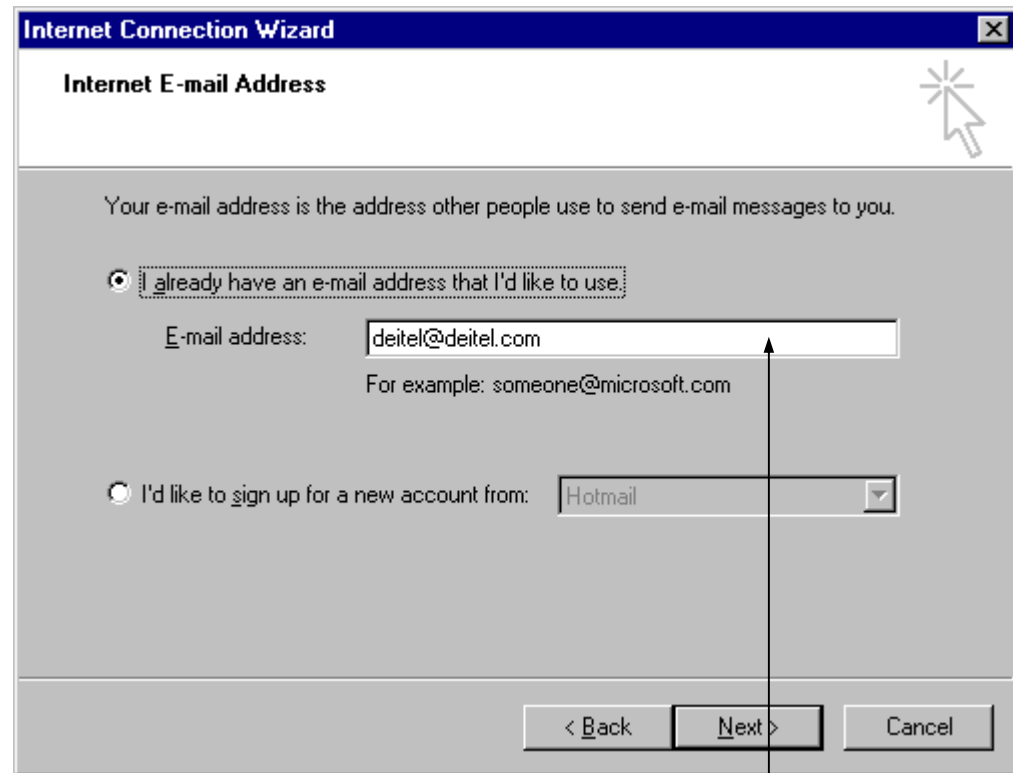 Internet Connection Wizard
Internet E-mail Address
Your e-mail address is the address other people use to send e-mail messages to you.
I already have an e-mail address that I'd like to use.
E-mail address: deitel@deitel.com
For example: someone@microsoft.com
I'd like to sign up for a new account from: Hotmail
< Back Next > Cancel